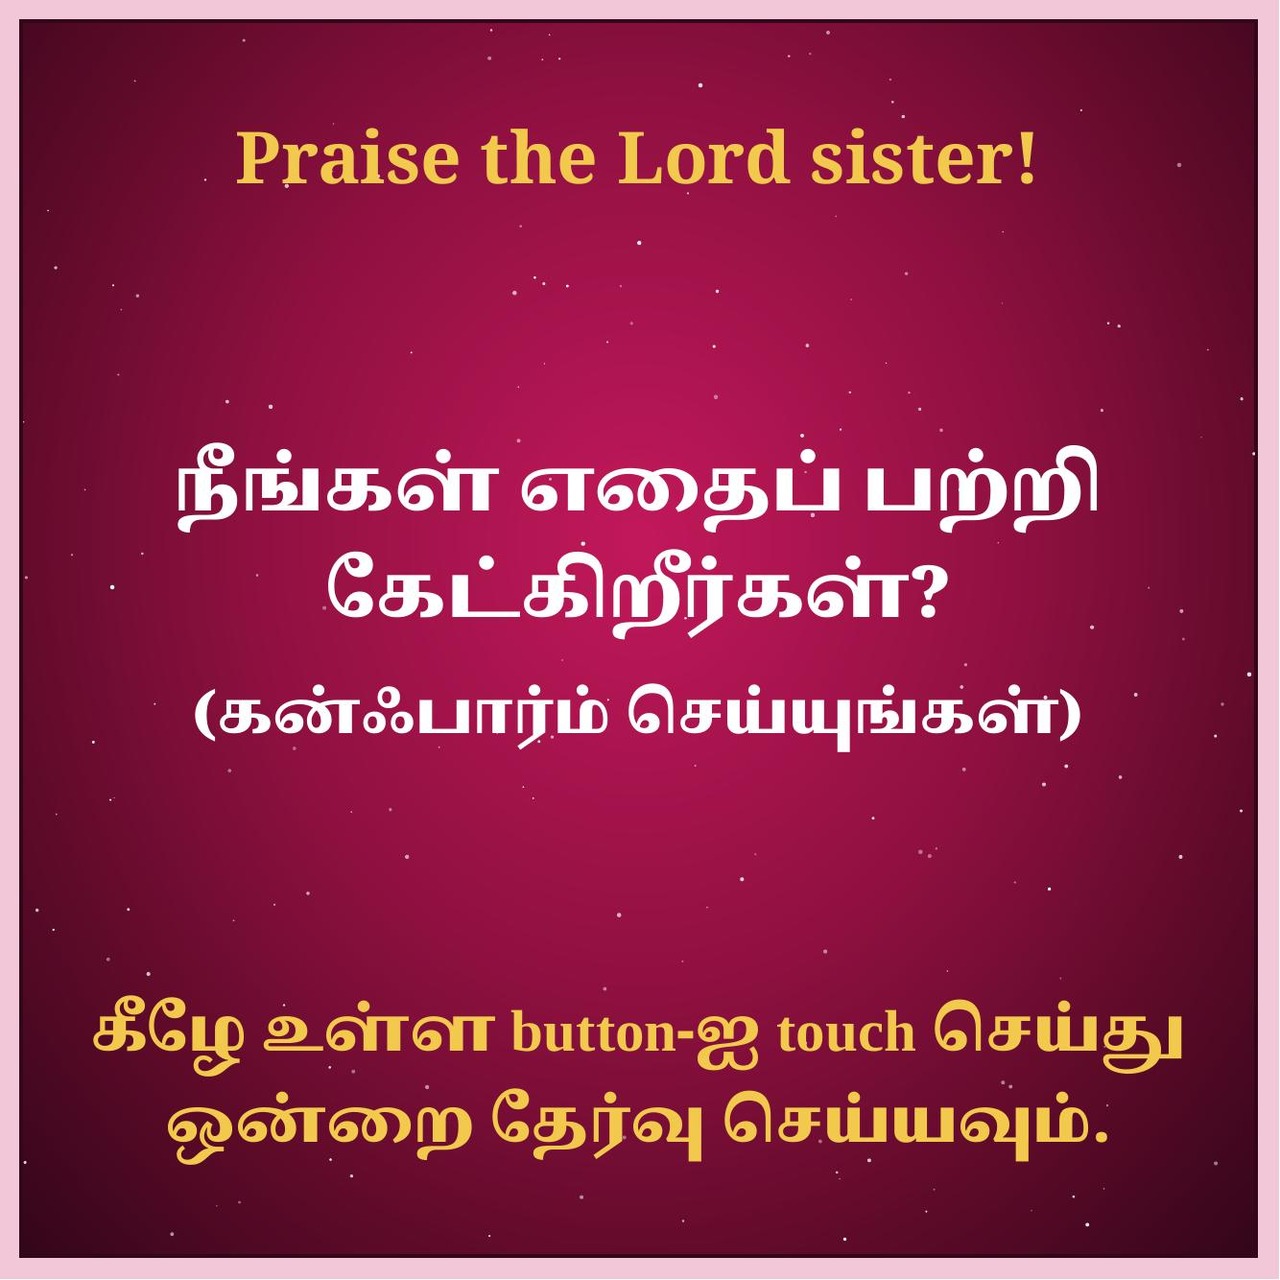 Praise the Lord sister!
நீங்கள் எதைப் பற்றி
கேட்கிறீர்கள்?
(கன்ஃபார்ம் செய்யுங்கள்)
கீழே உள்ள button-ஐ touch செய்து
ஒன்றை தேர்வு செய்யவும்.